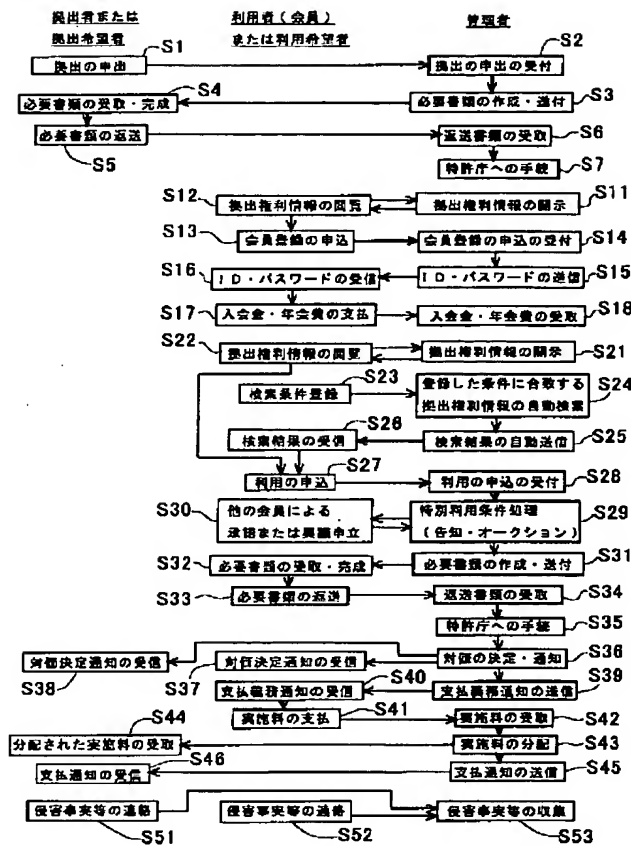 拠出者または
拠出希望者
利用者(会員)
または利用希望者
管理者
S1
S2
拠出の申出
拠出の申出の受付
S4
S3
必要書類の受取・完成
必要書類の作成・送付
S6
必要書類の返送
返送書類の受取
S5
S7
特許庁への手続
S12
S11
拠出権利情報の閲覧
拠出権利情報の開示
S13
会員登録の申込
会員登録の申込の受付
S14
S16
ID・パスワードの受信
ID・パスワードの送信
S15
S17
入会金・年会費の支払
入会金・年会費の受取
S18
S22
拠出権利情報の閲覧
拠出権利情報の開示
S21
S23
検索条件登録
登録した条件に合致する
拠出権利情報の自動検索
S24
S26
検索結果の受信
検索結果の自動送信
S25
S27
利用の申込
利用の申込の受付
S28
S30
他の会員による
承諾または異議申立
特別利用条件処理
(告知・オークション)
S29
S32
必要書類の受取・完成
必要書類の作成・送付
S31
S33
必要書類の返送
返送書類の受取
S34
特許庁への手続
S35
対価決定通知の受信
対価決定通知の受信
対価の決定・通知
S36
S38
S37
S40
S39
支払義務通知の受信
支払義務通知の送信
S44
実施料の支払
S41
実施料の受取
S42
分配された実施料の受取
実施料の分配
S43
S46
支払通知の受信
支払通知の送信
S45
侵害事実等の連絡
侵害事実等の連絡
侵害事実等の収集
S51
S52
S53